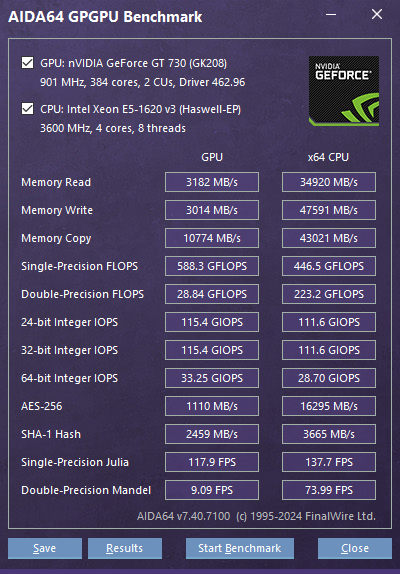 AIDA64 GPGPU Benchmark
GPU: nVIDIA GeForce GT 730 (GK208)
901 MHz, 384 cores, 2 CUs, Driver 462.96
CPU: Intel Xeon E5-1620 v3 (Haswell-EP)
3600 MHz, 4 cores, 8 threads
NVIDIA
GEFORCE
GPU x64 CPU
Memory Read 3182 MB/s 34920 MB/s
Memory Write 3014 MB/s 47591 MB/s
Memory Copy 10774 MB/s 43021 MB/s
Single-Precision FLOPS 588.3 GFLOPS 446.5 GFLOPS
Double-Precision FLOPS 28.84 GFLOPS 223.2 GFLOPS
24-bit Integer IOPS 115.4 GIOPS 111.6 GIOPS
32-bit Integer IOPS 115.4 GIOPS 111.6 GIOPS
64-bit Integer IOPS 33.25 GIOPS 28.70 GIOPS
AES-256 1110 MB/s 16295 MB/s
SHA-1 Hash 2459 MB/s 3665 MB/s
Single-Precision Julia 117.9 FPS 137.7 FPS
Double-Precision Mandel 9.09 FPS 73.99 FPS
AIDA64 v7.40.7100 (c) 1995-2024 FinalWire Ltd.
Save Results Start Benchmark Close